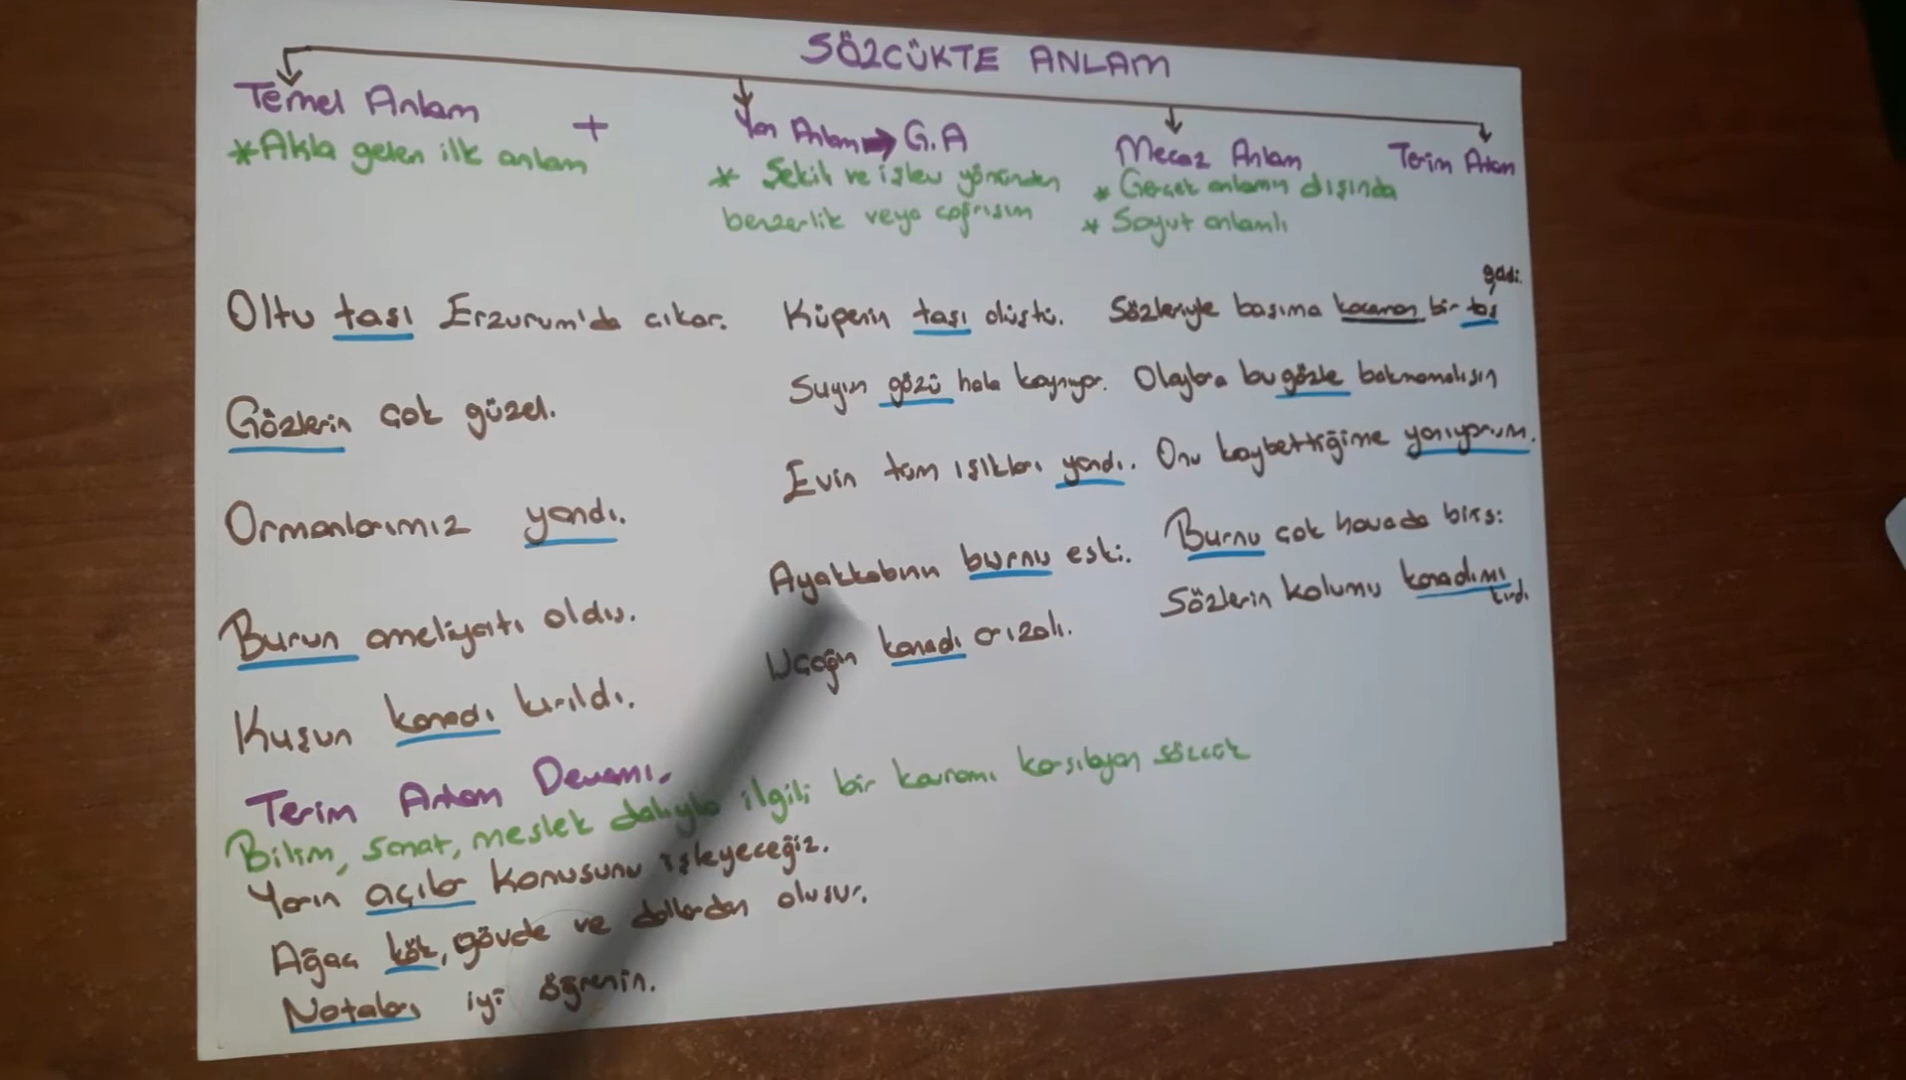 SÖZCÜKTE ANLAM
Temel Anlam + Yan Anlam → G.A
Mecaz Anlam
Terim Anlam
*Akla gelen ilk anlam
* Şekil ve işlev yönünden
benzerlik veya çağrışım
* Gerçek anlamın dışında
* Soyut anlamlı
Oltu taşı Erzurum'da çıkar.
Gözlerin çok güzel.
Ormanlarımız yandı.
Burun ameliyatı oldu.
Kuşun kanadı kırıldı.
Küpenin taşı düştü.
Suyun gözü hala kaynıyor.
Evin tüm ışıkları yandı.
Ayakkabının burnu eski.
Uçağın kanadı arızalı.
Sözleriyle başıma kocaman bir taş
geldi.
Olaylara bu gözle bakmamalısın
Onu kaybettiğime yanıyorum.
Burnu çok havada birisi
Sözlerin kolumu kanadımı
kırdı
Terim Anlam Devamı.
Bilim, sanat, meslek dalıyla ilgili bir kavramı karşılayan sözcük
Yarın açılar konusunu işleyeceğiz.
Ağaç kök, gövde ve dallardan oluşur.
Notaları iyi öğrenin.